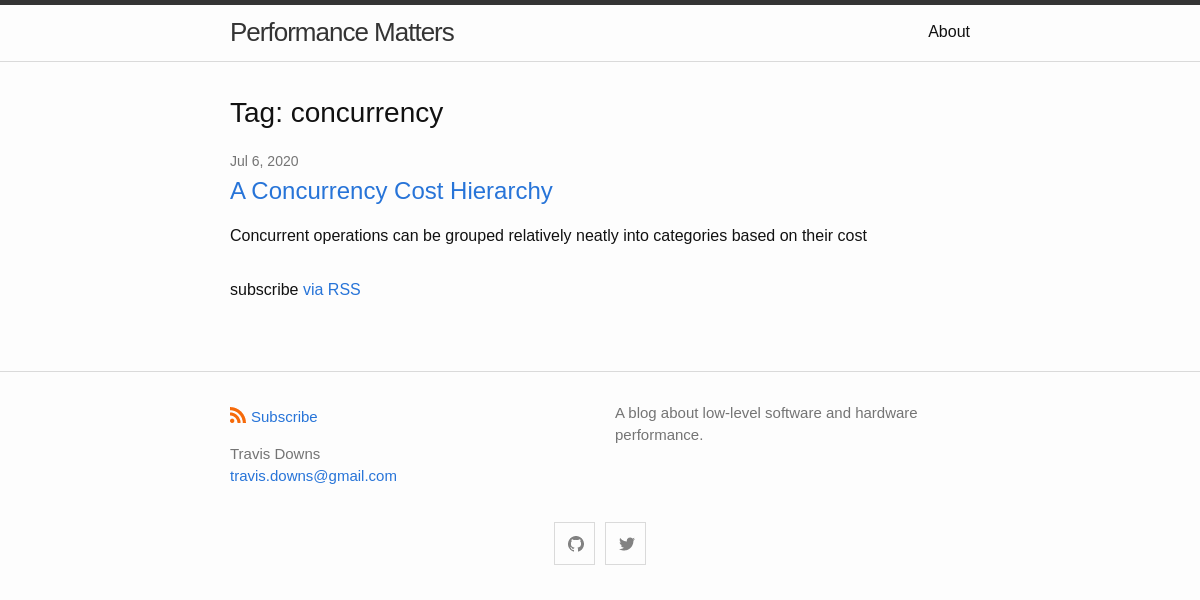 Performance Matters
About
Tag: concurrency
Jul 6, 2020
A Concurrency Cost Hierarchy
Concurrent operations can be grouped relatively neatly into categories based on their cost
subscribe via RSS
Subscribe
Travis Downs
travis.downs@gmail.com
A blog about low-level software and hardware
performance.